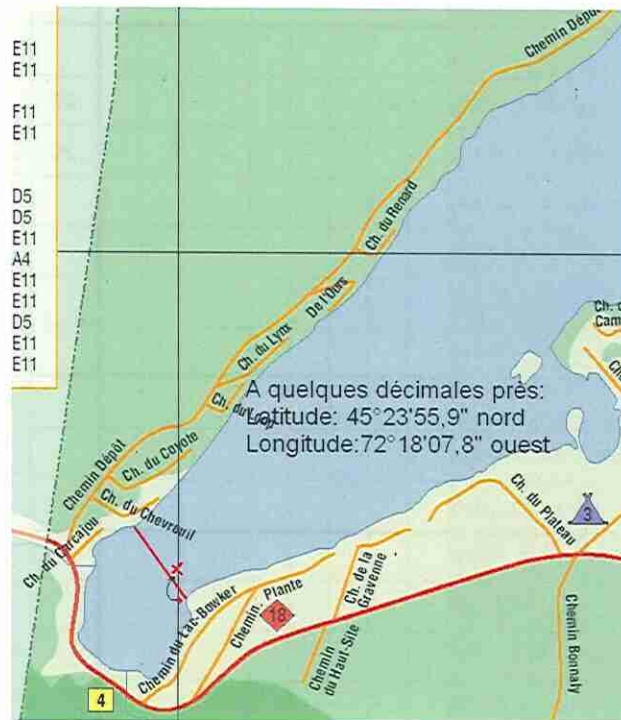 E11
E11
F11
E11
D5
D5
E11
A4
E11
E11
D5
E11
E11
Chemin Dépôt
Ch. du Renard
De l'Ours
Ch. du Lynx
Ch. du
A quelques décimales près:
Latitude: 45°23'55,9" nord
Longitude:72°18'07,8" ouest
Ch. du Coyote
Chemin Dépôt
Ch. du Chevreuil
Ch. du Carcajou
Ch. du Plateau
3
Ch. de la
Gravenne
Chemin Plante
18
Chemin du Lac-Bowker
Chemin
du Haut-Site
Chemin Bonnaly
4